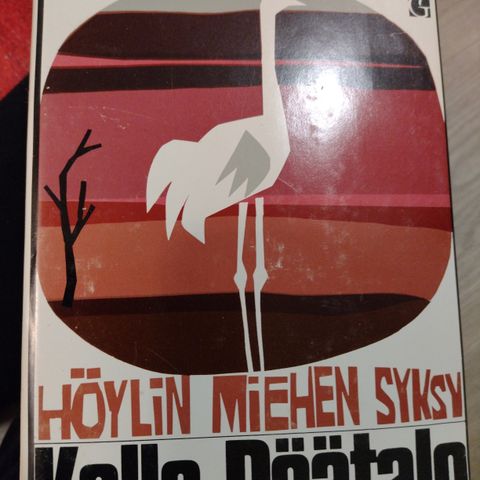 G
HÖYLIN MIEHEN SYKSY
Kalle Päätalo